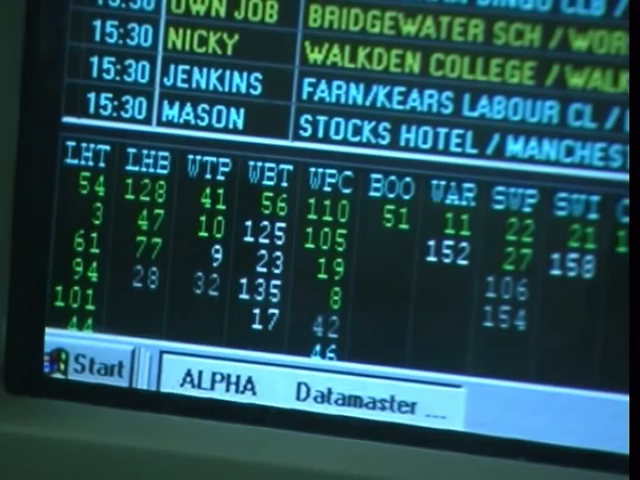 15:30 OWN JOB BRIDGEWATER SCH / WOR
15:30 NICKY WALKDEN COLLEGE / WALK
15:30 JENKINS FARN/KEARS LABOUR CL /
15:30 MASON STOCKS HOTEL / MANCHEST
LHT LHB WTP WBT WPC BOO WAR SWP SWI
54 128 41 56 110 51 11 22 21
3 47 10 125 105 152 27 158
61 77 9 23 19 106
94 28 32 135 8 154
101 17 42
44 46
Start ALPHA Datamaster ...